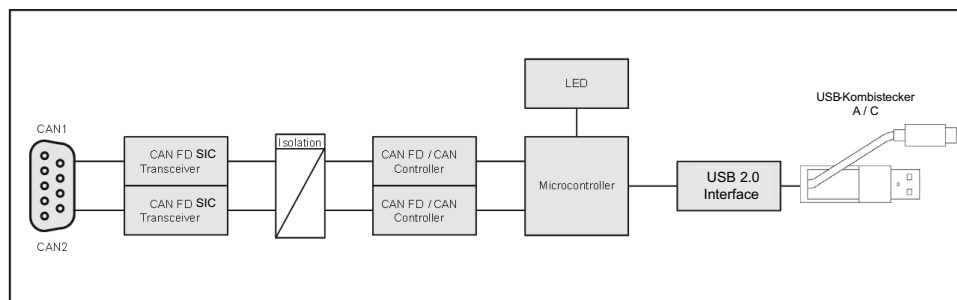 LED
USB-Kombistecker
A / C
CAN1
Isolation
CAN FD SIC
Transceiver
CAN FD / CAN
Controller
Microcontroller
USB 2.0
Interface
CAN FD SIC
Transceiver
CAN FD / CAN
Controller
CAN2